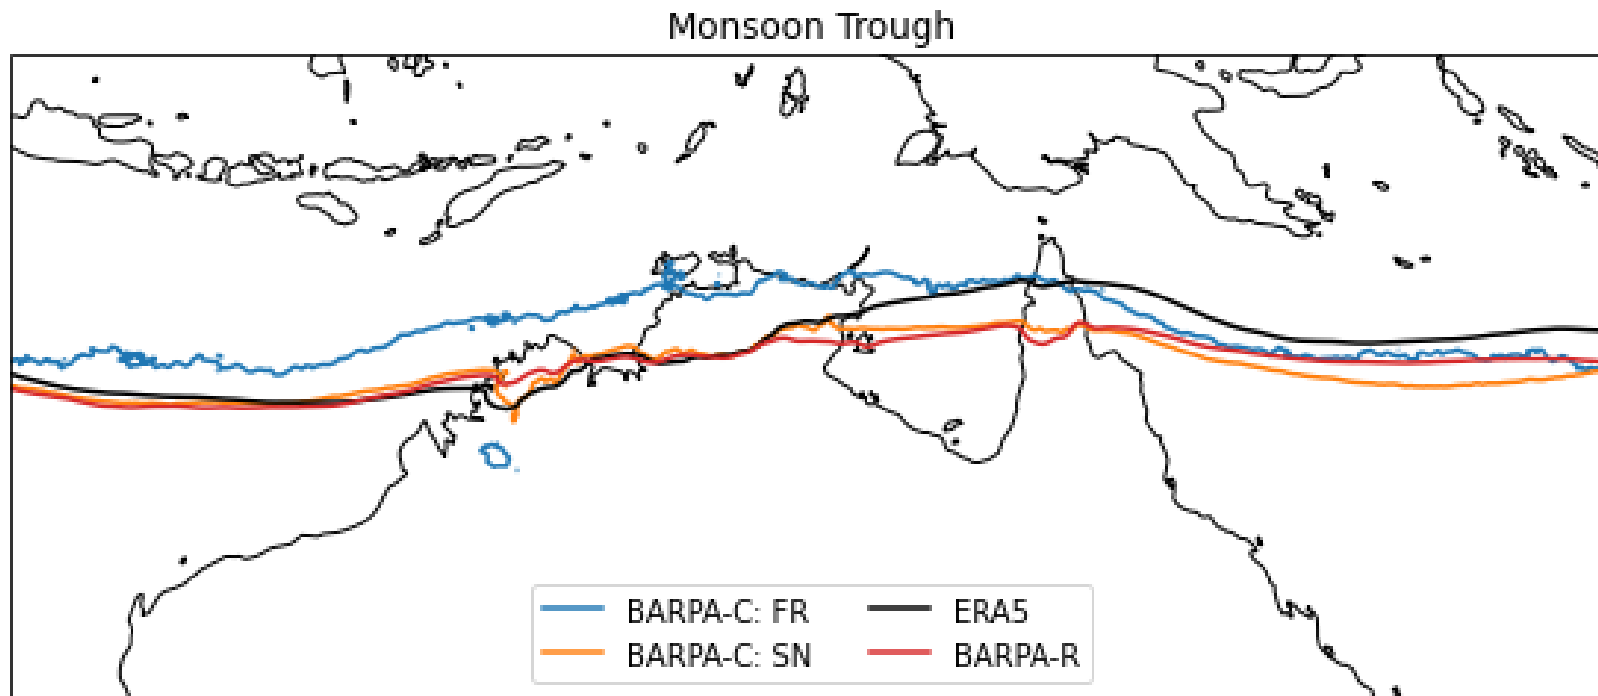 Monsoon Trough
BARPA-C: FR
BARPA-C: SN
ERA5
BARPA-R